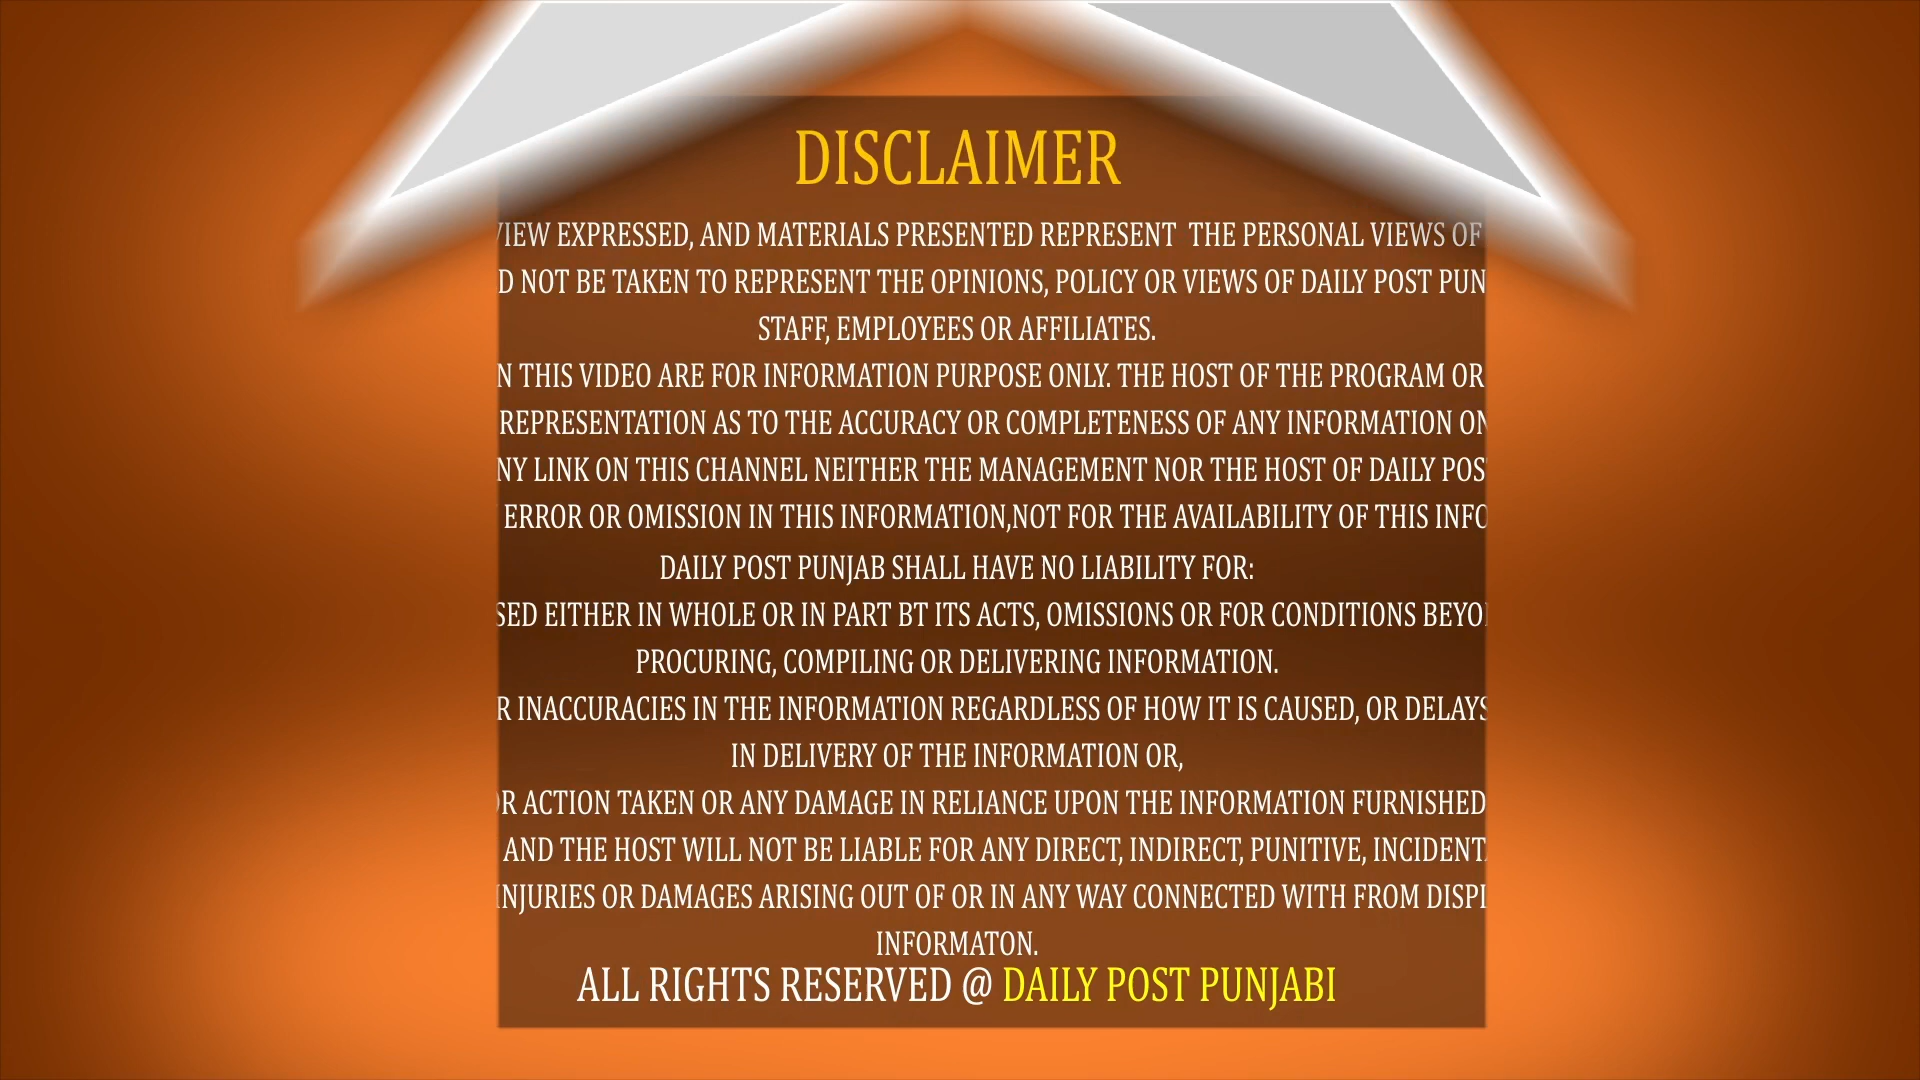 DISCLAIMER
VIEW EXPRESSED, AND MATERIALS PRESENTED REPRESENT THE PERSONAL VIEWS OF
D NOT BE TAKEN TO REPRESENT THE OPINIONS, POLICY OR VIEWS OF DAILY POST PUN
STAFF, EMPLOYEES OR AFFILIATES.
N THIS VIDEO ARE FOR INFORMATION PURPOSE ONLY. THE HOST OF THE PROGRAM OR
REPRESENTATION AS TO THE ACCURACY OR COMPLETENESS OF ANY INFORMATION ON
NY LINK ON THIS CHANNEL NEITHER THE MANAGEMENT NOR THE HOST OF DAILY POS
ERROR OR OMISSION IN THIS INFORMATION,NOT FOR THE AVAILABILITY OF THIS INFO
DAILY POST PUNJAB SHALL HAVE NO LIABILITY FOR:
SED EITHER IN WHOLE OR IN PART BT ITS ACTS, OMISSIONS OR FOR CONDITIONS BEYO
PROCURING, COMPILING OR DELIVERING INFORMATION.
R INACCURACIES IN THE INFORMATION REGARDLESS OF HOW IT IS CAUSED, OR DELAYS
IN DELIVERY OF THE INFORMATION OR,
OR ACTION TAKEN OR ANY DAMAGE IN RELIANCE UPON THE INFORMATION FURNISHED
AND THE HOST WILL NOT BE LIABLE FOR ANY DIRECT, INDIRECT, PUNITIVE, INCIDENT
INJURIES OR DAMAGES ARISING OUT OF OR IN ANY WAY CONNECTED WITH FROM DISPL
INFORMATON.
ALL RIGHTS RESERVED @ DAILY POST PUNJABI